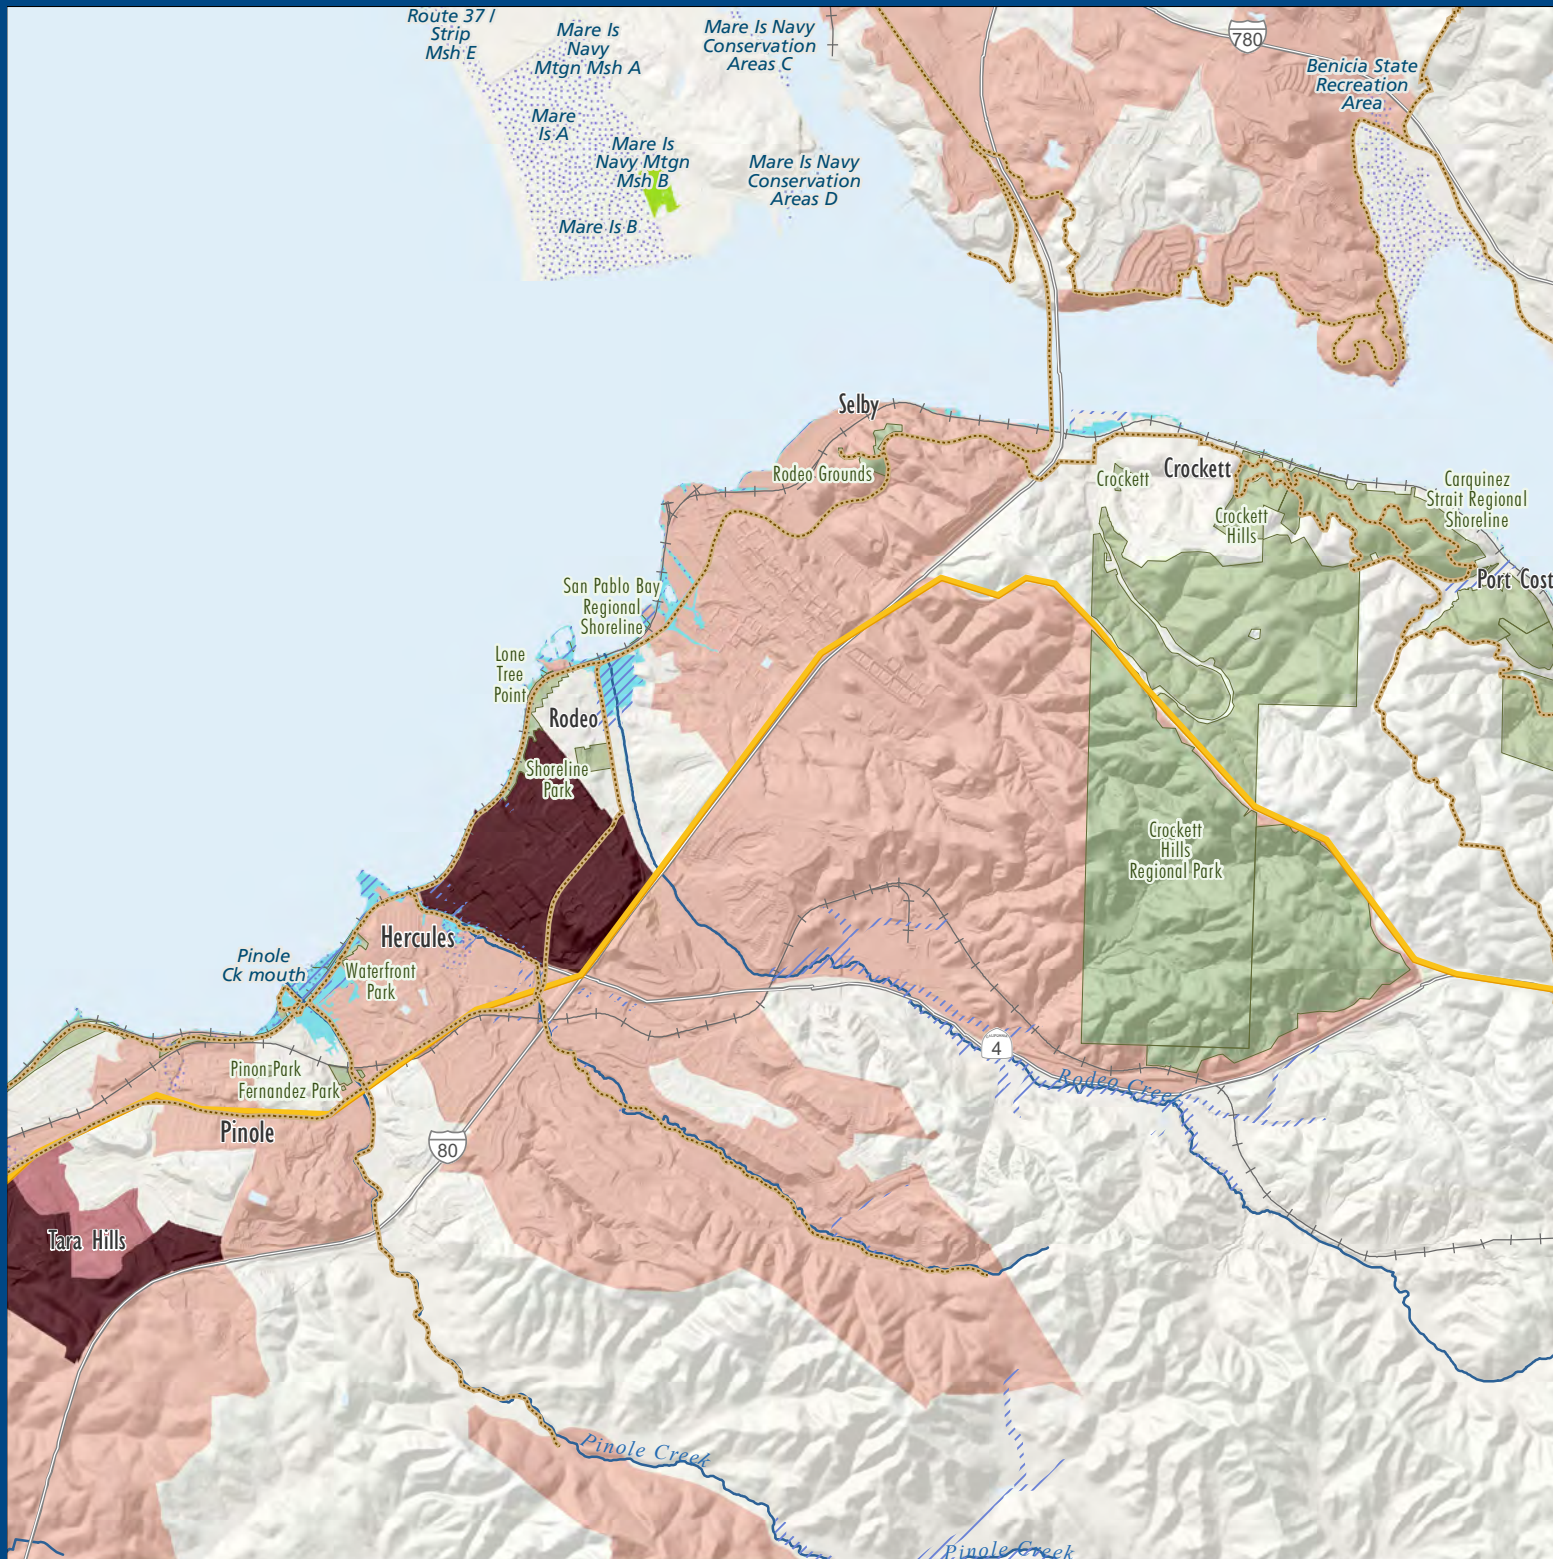 Route 37 /
Strip
Msh E
Mare Is
Navy
Mtgn Msh A
Mare Is Navy
Conservation
Areas C
780
Benicia State
Recreation
Area
Mare
Is A
Mare Is
Navy Mtgn
Msh B
Mare Is Navy
Conservation
Areas D
Mare Is B
Selby
Rodeo Grounds
Crockett
Crockett
Carquinez
Strait Regional
Shoreline
Crockett
Hills
Port Cost
San Pablo Bay
Regional
Shoreline
Lone
Tree
Point
Rodeo
Shoreline
Park
Crockett
Hills
Regional Park
Hercules
Pinole
Ck mouth
Waterfront
Park
CALIFORNIA
4
Rodeo Creek
Pinon Park
Fernandez Park
Pinole
80
Tara Hills
Pinole Creek
Pinole Creek